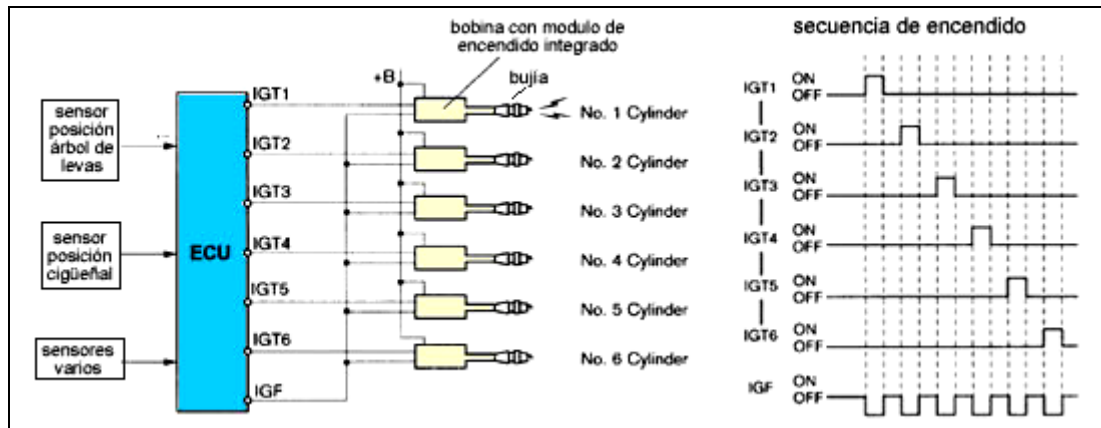 bobina con modulo de
encendido integrado
bujía
+B
sensor
posición
árbol de
levas
sensor
posición
cigüeñal
sensores
varios
ECU
IGT1
IGT2
IGT3
IGT4
IGT5
IGT6
IGF
No. 1 Cylinder
No. 2 Cylinder
No. 3 Cylinder
No. 4 Cylinder
No. 5 Cylinder
No. 6 Cylinder
secuencia de encendido
IGT1 ON
OFF
IGT2 ON
OFF
IGT3 ON
OFF
IGT4 ON
OFF
IGT5 ON
OFF
IGT6 ON
OFF
IGF ON
OFF